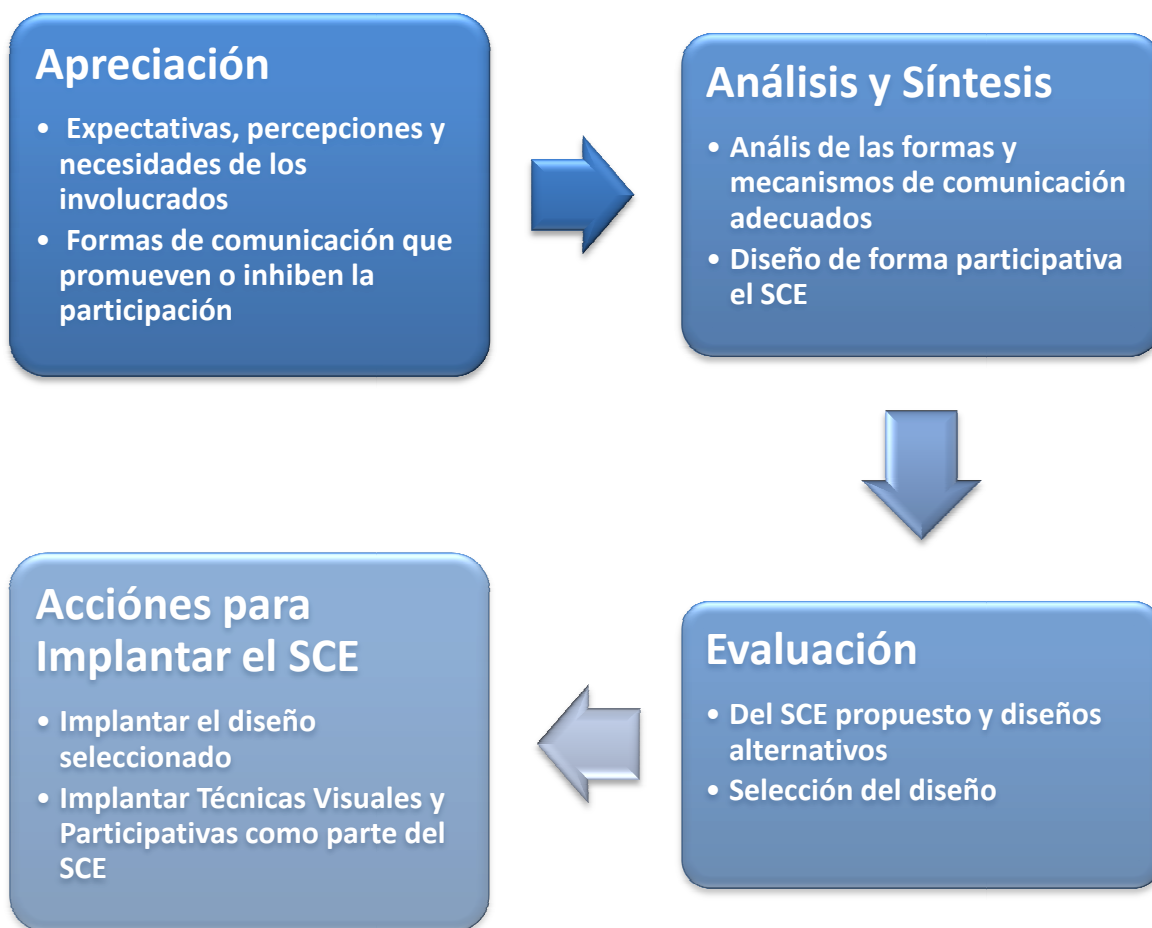 Apreciación
• Expectativas, percepciones y
necesidades de los
involucrados
• Formas de comunicación que
promueven o inhiben la
participación
Análisis y Síntesis
• Anális de las formas y
mecanismos de comunicación
adecuados
• Diseño de forma participativa
el SCE
Evaluación
• Del SCE propuesto y diseños
alternativos
• Selección del diseño
Acciónes para
Implantar el SCE
• Implantar el diseño
seleccionado
• Implantar Técnicas Visuales y
Participativas como parte del
SCE